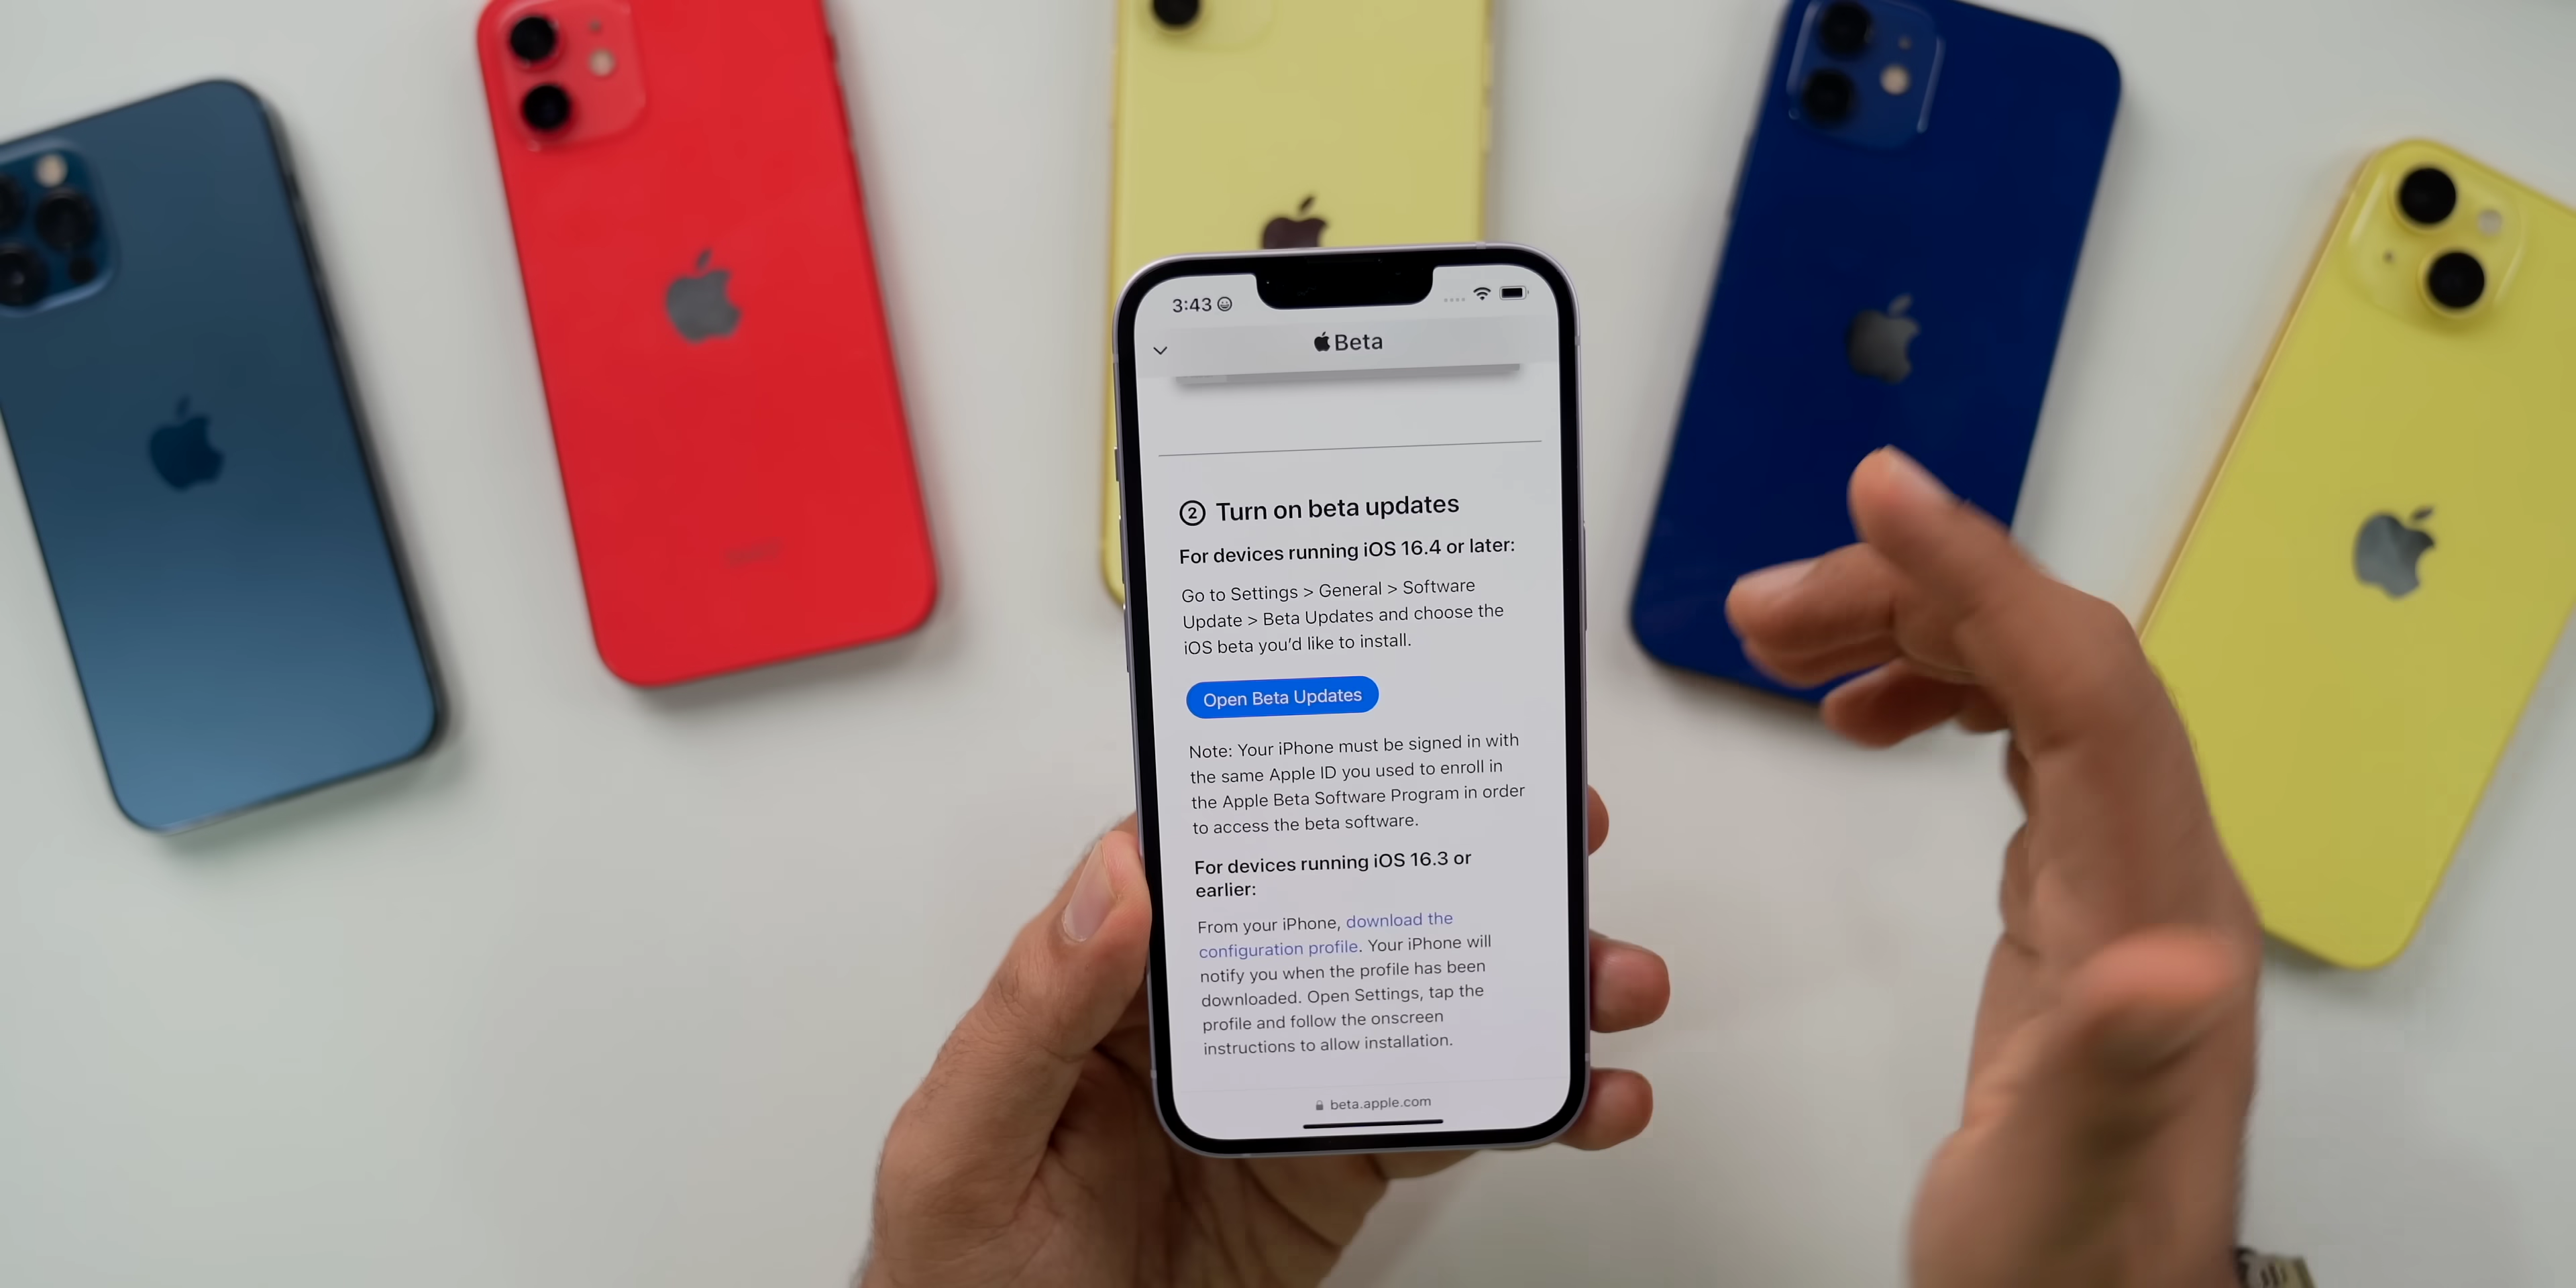 3:43
Beta
2 Turn on beta updates
For devices running iOS 16.4 or later:
Go to Settings > General > Software
Update > Beta Updates and choose the
iOS beta you’d like to install.
Open Beta Updates
Note: Your iPhone must be signed in with
the same Apple ID you used to enroll in
the Apple Beta Software Program in order
to access the beta software.
For devices running iOS 16.3 or
earlier:
From your iPhone, download the
configuration profile. Your iPhone will
notify you when the profile has been
downloaded. Open Settings, tap the
profile and follow the onscreen
instructions to allow installation.
beta.apple.com